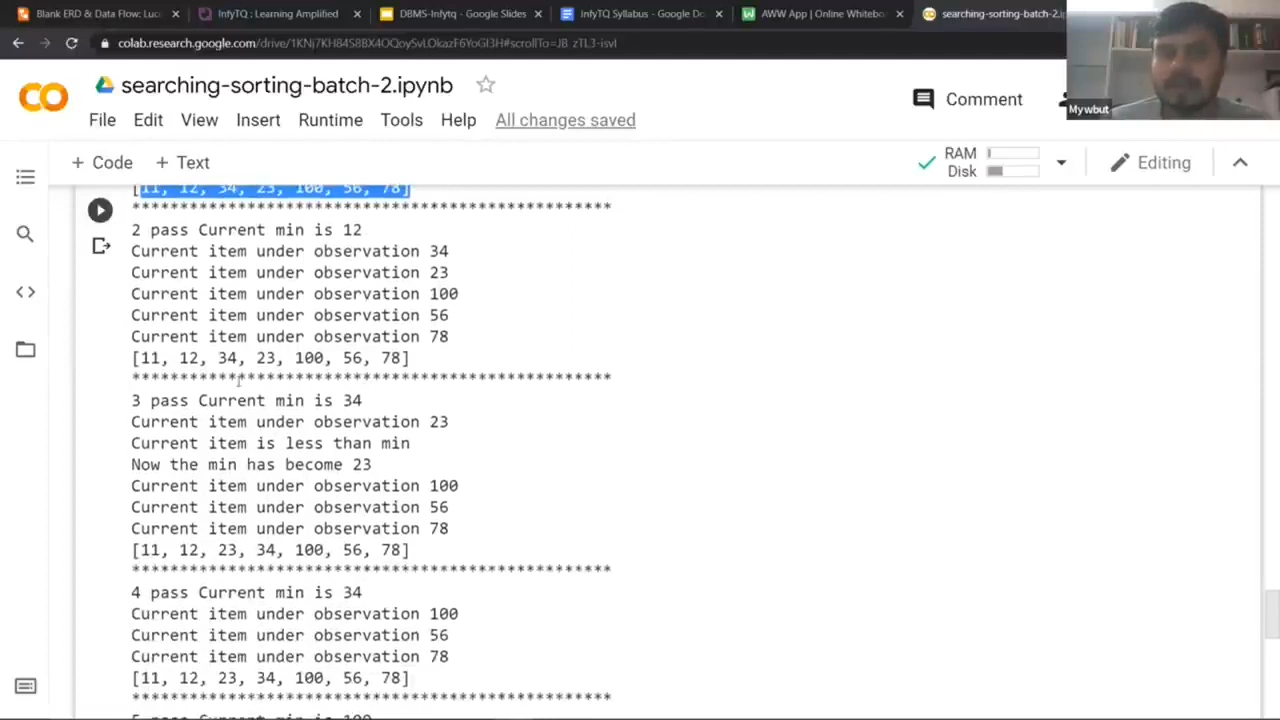 Blank ERD & Data Flow: Luc
InfyTQ : Learning Amplified
DBMS-Infytq - Google Slides
InfyTQ Syllabus - Google Do
AWW App | Online Whitebo
searching-sorting-batch-2.i
colab.research.google.com
searching-sorting-batch-2.ipynb
File Edit View Insert Runtime Tools Help All changes saved
Comment
Mywbut
+ Code + Text
RAM
Disk
Editing
[11, 12, 34, 23, 100, 56, 78]
**************************************************
2 pass Current min is 12
Current item under observation 34
Current item under observation 23
Current item under observation 100
Current item under observation 56
Current item under observation 78
[11, 12, 34, 23, 100, 56, 78]
**************************************************
3 pass Current min is 34
Current item under observation 23
Current item is less than min
Now the min has become 23
Current item under observation 100
Current item under observation 56
Current item under observation 78
[11, 12, 23, 34, 100, 56, 78]
**************************************************
4 pass Current min is 34
Current item under observation 100
Current item under observation 56
Current item under observation 78
[11, 12, 23, 34, 100, 56, 78]
**************************************************
5 pass Current min is 100